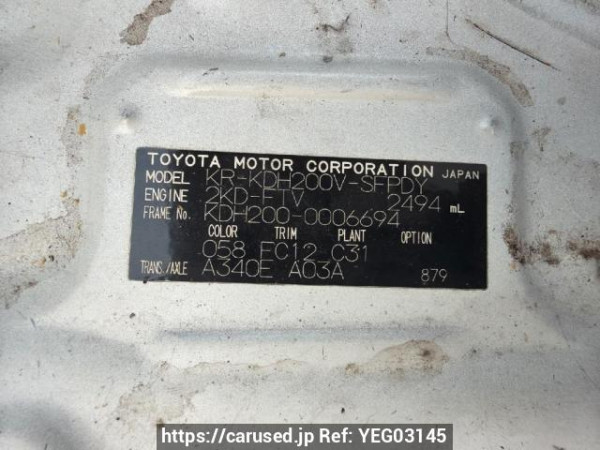 TOYOTA MOTOR CORPORATION JAPAN
MODEL KR-KDH200V-SFPDY
ENGINE 2KD-FTV 2494 mL
FRAME No. KDH200-0006694
COLOR TRIM PLANT OPTION
058 FC12 C31
TRANS./AXLE A340E A03A 879
https://carused.jp Ref: YEG03145